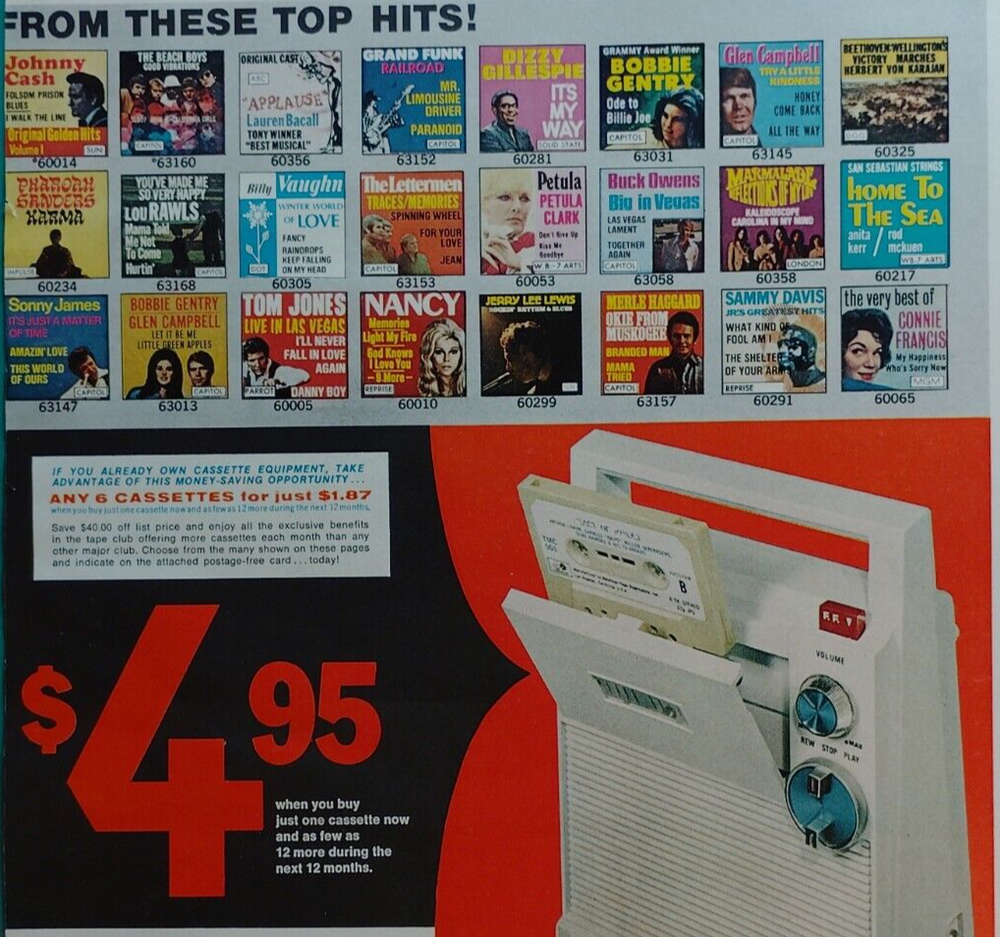 FROM THESE TOP HITS!
Johnny
Cash
FOLSOM PRISON
BLUES
I WALK THE LINE
Original Golden Hits
Volume I
SUN
*60014
THE BEACH BOYS
GOOD VIBRATIONS
CAPITOL
*63160
ORIGINAL CAST
ABC
"APPLAUSE"
Lauren Bacall
TONY WINNER
"BEST MUSICAL"
60356
GRAND FUNK
RAILROAD
MR.
LIMOUSINE
DRIVER
PARANOID
CAPITOL
63152
DIZZY
GILLESPIE
ITS
MY
WAY
SOLID STATE
60281
GRAMMY Award Winner
BOBBIE
GENTRY
Ode to
Billie Joe
CAPITOL
63031
Glen Campbell
TRY A LITTLE
KINDNESS
HONEY
COME BACK
ALL THE WAY
CAPITOL
63145
BEETHOVEN: WELLINGTON'S
VICTORY MARCHES
HERBERT VON KARAJAN
DGG
60325
PHAROAH
SANDERS
KARMA
IMPULSE
60234
YOU'VE MADE ME
SO VERY HAPPY
LOU RAWLS
Mama Told
Me Not
To Come
Hurtin'
CAPITOL
63168
Billy Vaughn
WINTER WORLD
OF LOVE
FANCY
RAINDROPS
KEEP FALLING
ON MY HEAD
DOT
60305
The Lettermen
TRACES/MEMORIES
SPINNING WHEEL
FOR YOUR
LOVE
JEAN
CAPITOL
63153
Petula
PETULA
CLARK
Don't Give Up
Kiss Me
Goodbye
W B-7 ARTS
60053
Buck Owens
Big in Vegas
LAS VEGAS
LAMENT
TOGETHER
AGAIN
CAPITOL
63058
MARMALADE
REFLECTIONS OF MY LIFE
KALEIDOSCOPE
CAROLINA IN MY MIND
LONDON
60358
SAN SEBASTIAN STRINGS
HOME TO
THE SEA
anita / rod
kerr / mckuen
WB-7 ARTS
60217
Sonny James
IT'S JUST A MATTER
OF TIME
AMAZIN' LOVE
THIS WORLD
OF OURS
CAPITOL
63147
BOBBIE GENTRY
GLEN CAMPBELL
LET IT BE ME
LITTLE GREEN APPLES
CAPITOL
63013
TOM JONES
LIVE IN LAS VEGAS
I'LL NEVER
FALL IN LOVE
AGAIN
DANNY BOY
PARROT
60005
NANCY
Memories
Light My Fire
God Knows
I Love You
—8 More—
REPRISE
60010
JERRY LEE LEWIS
ROCKIN' RHYTHM & BLUES
SUN
60299
MERLE HAGGARD
OKIE FROM
MUSKOGEE
BRANDED MAN
MAMA
TRIED
CAPITOL
63157
SAMMY DAVIS
JR'S GREATEST HITS
WHAT KIND OF
FOOL AM I
THE SHELTER
OF YOUR ARMS
REPRISE
60291
the very best of
CONNIE
FRANCIS
My Happiness
Who's Sorry Now
MGM
60065
IF YOU ALREADY OWN CASSETTE EQUIPMENT, TAKE
ADVANTAGE OF THIS MONEY-SAVING OPPORTUNITY...
ANY 6 CASSETTES for just $1.87
when you buy just one cassette now and as few as 12 more during the next 12 months.
Save $40.00 off list price and enjoy all the exclusive benefits
in the tape club offering more cassettes each month than any
other major club. Choose from the many shown on these pages
and indicate on the attached postage-free card...today!
$4.95
when you buy
just one cassette now
and as few as
12 more during the
next 12 months.
B
VOLUME
MAX
REW STOP PLAY